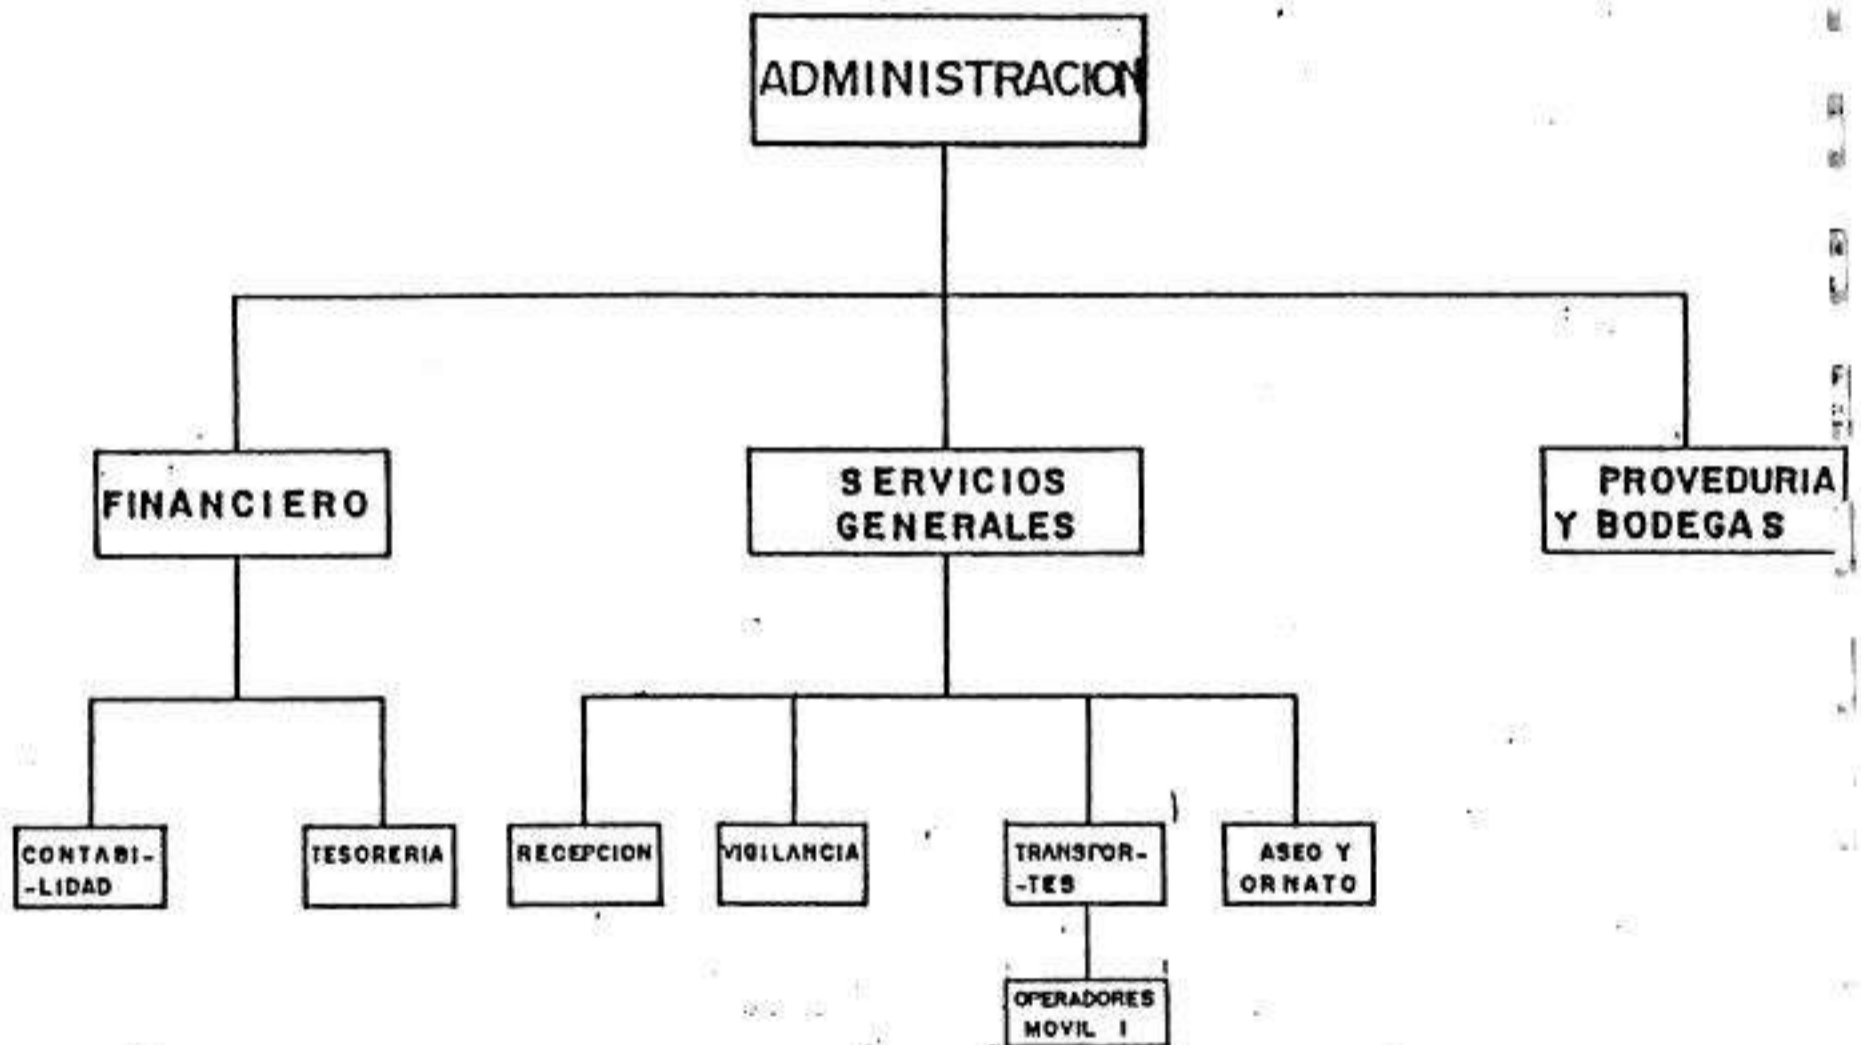 ADMINISTRACION
FINANCIERO
SERVICIOS
GENERALES
PROVEDURIA
Y BODEGAS
CONTABI-
-LIDAD
TESORERIA
RECEPCION
VIGILANCIA
TRANSPOR-
-TES
ASEO Y
ORNATO
OPERADORES
MOVIL I